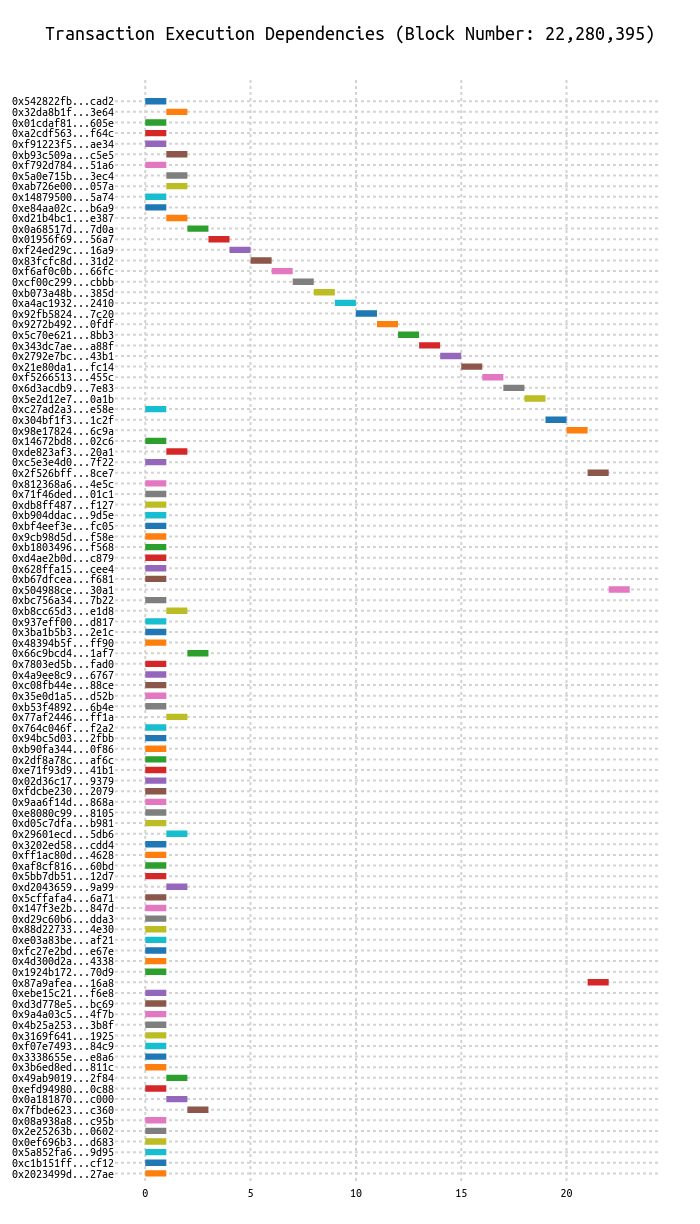 Transaction Execution Dependencies (Block Number: 22,280,395)
0x542822fb...cad2
0x32da8b1f...3e64
0x01cdaf81...605e
0xa2cdf563...f64c
0xf91223f5...ae34
0xb93c509a...c5e5
0xf792d784...51a6
0x5a0e715b...3ec4
0xab726e00...057a
0x14879500...5a74
0xe84aa02c...b6a9
0xd21b4bc1...e387
0x0a68517d...7d0a
0x01956f69...56a7
0xf24ed29c...16a9
0x83fcfc8d...31d2
0xf6af0c0b...66fc
0xcf00c299...cbbb
0xb073a48b...385d
0xa4ac1932...2410
0x92fb5824...7c20
0x9272b492...0fdf
0x5c70e621...8bb3
0x343dc7ae...a88f
0x2792e7bc...43b1
0x21e80da1...fc14
0xf5266513...455c
0x6d3acdb9...7e83
0x5e2d12e7...0a1b
0xc27ad2a3...e58e
0x304bf1f3...1c2f
0x98e17824...6c9a
0x14672bd8...02c6
0xde823af3...20a1
0xc5e3e4d0...7f22
0x2f526bff...8ce7
0x812368a6...4e5c
0x71f46ded...01c1
0xdb8ff487...f127
0xb904ddac...9d5e
0xbf4eef3e...fc05
0x9cb98d5d...f58e
0xb1803496...f568
0xd4ae2b0d...c879
0x628ffa15...cee4
0xb67dfcea...f681
0x504988ce...30a1
0xbc756a34...7b22
0xb8cc65d3...e1d8
0x937eff00...d817
0x3ba1b5b3...2e1c
0x48394b5f...ff90
0x66c9bcd4...1af7
0x7803ed5b...fad0
0x4a9ee8c9...6767
0xc08fb44e...88ce
0x35e0d1a5...d52b
0xb53f4892...6b4e
0x77af2446...ff1a
0x764c046f...f2a2
0x94bc5d03...2fbb
0xb90fa344...0f86
0x2df8a78c...af6c
0xe71f93d9...41b1
0x02d36c17...9379
0xfdcbe230...2079
0x9aa6f14d...868a
0xe8080c99...8105
0xd05c7dfa...b981
0x29601ecd...5db6
0x3202ed58...cdd4
0xff1ac80d...4628
0xaf8cf816...60bd
0x5bb7db51...12d7
0xd2043659...9a99
0x5cffafa4...6a71
0x147f3e2b...847d
0xd29c60b6...dda3
0x88d22733...4e30
0xe03a83be...af21
0xfc27e2bd...e67e
0x4d300d2a...4338
0x1924b172...70d9
0x87a9afea...16a8
0xebe15c21...f6e8
0xd3d778e5...bc69
0x9a4a03c5...4f7b
0x4b25a253...3b8f
0x3169f641...1925
0xf07e7493...84c9
0x3338655e...e8a6
0x3b6ed8ed...811c
0x49ab9019...2f84
0xefd94980...0c88
0x0a181870...c000
0x7fbde623...c360
0x08a938a8...c95b
0x2e25263b...0602
0x0ef696b3...d683
0x5a852fa6...9d95
0xc1b151ff...cf12
0x2023499d...27ae
0 5 10 15 20